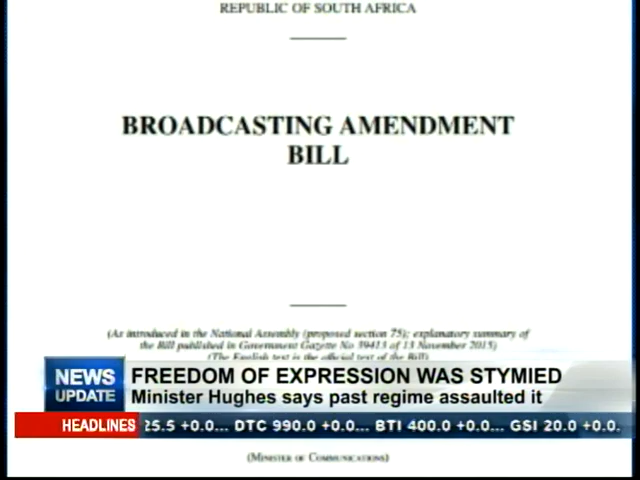 REPUBLIC OF SOUTH AFRICA
BROADCASTING AMENDMENT
BILL
(As introduced in the National Assembly (proposed section 75); explanatory summary of
the Bill published in Government Gazette No 39413 of 13 November 2015)
(The English text is the official text of the Bill)
NEWS
UPDATE
FREEDOM OF EXPRESSION WAS STYMIED
Minister Hughes says past regime assaulted it
HEADLINES
25.5 +0.0... DTC 990.0 +0.0... BTI 400.0 +0.0... GSI 20.0 +0.0.
(MINISTER OF COMMUNICATIONS)